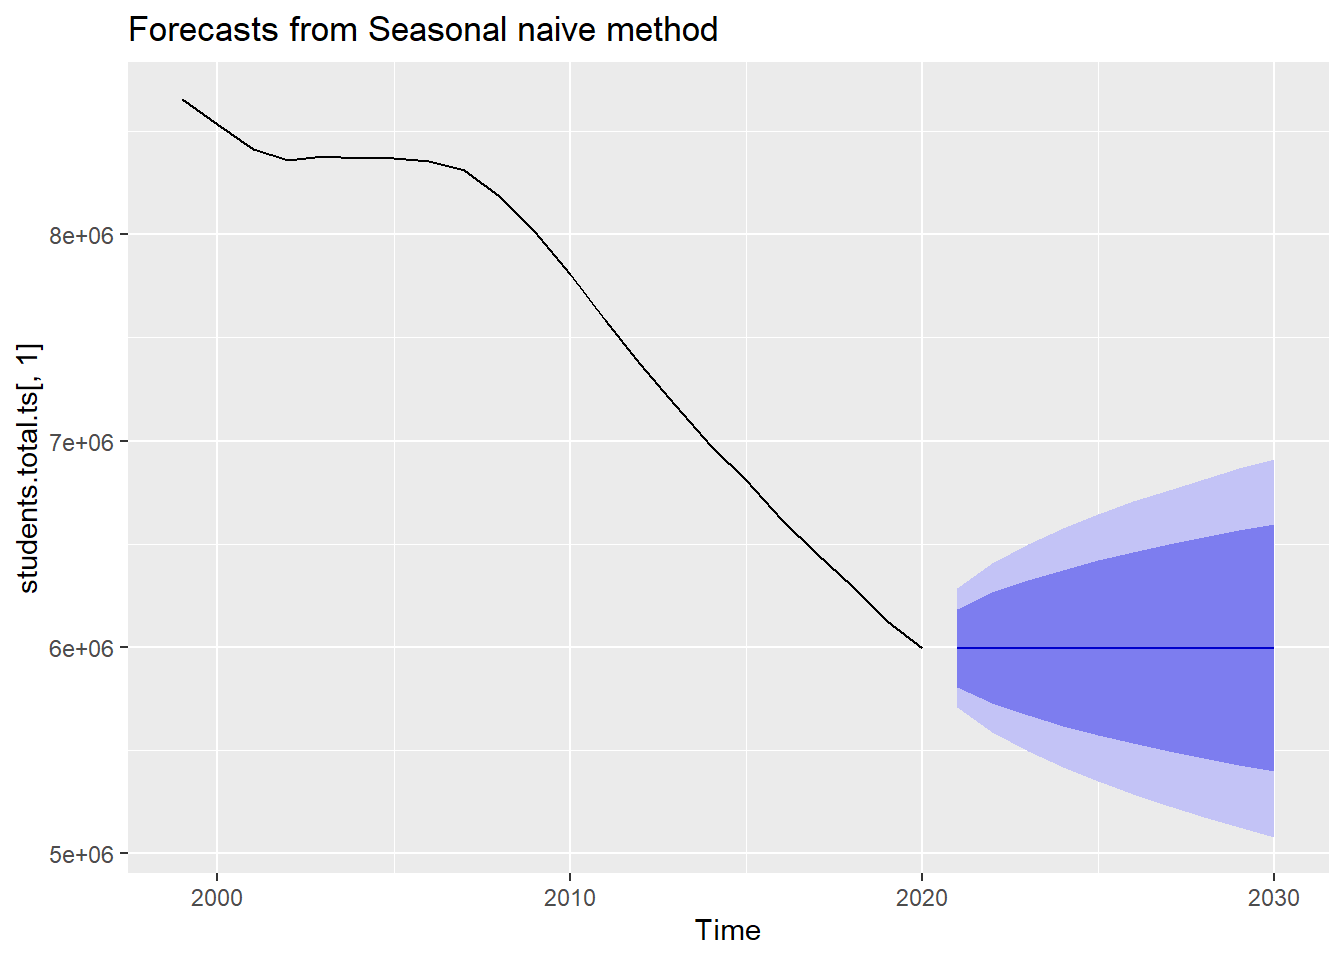 Forecasts from Seasonal naive method
students.total.ts[, 1]
8e+06
7e+06
6e+06
5e+06
2000 2010 2020 2030
Time